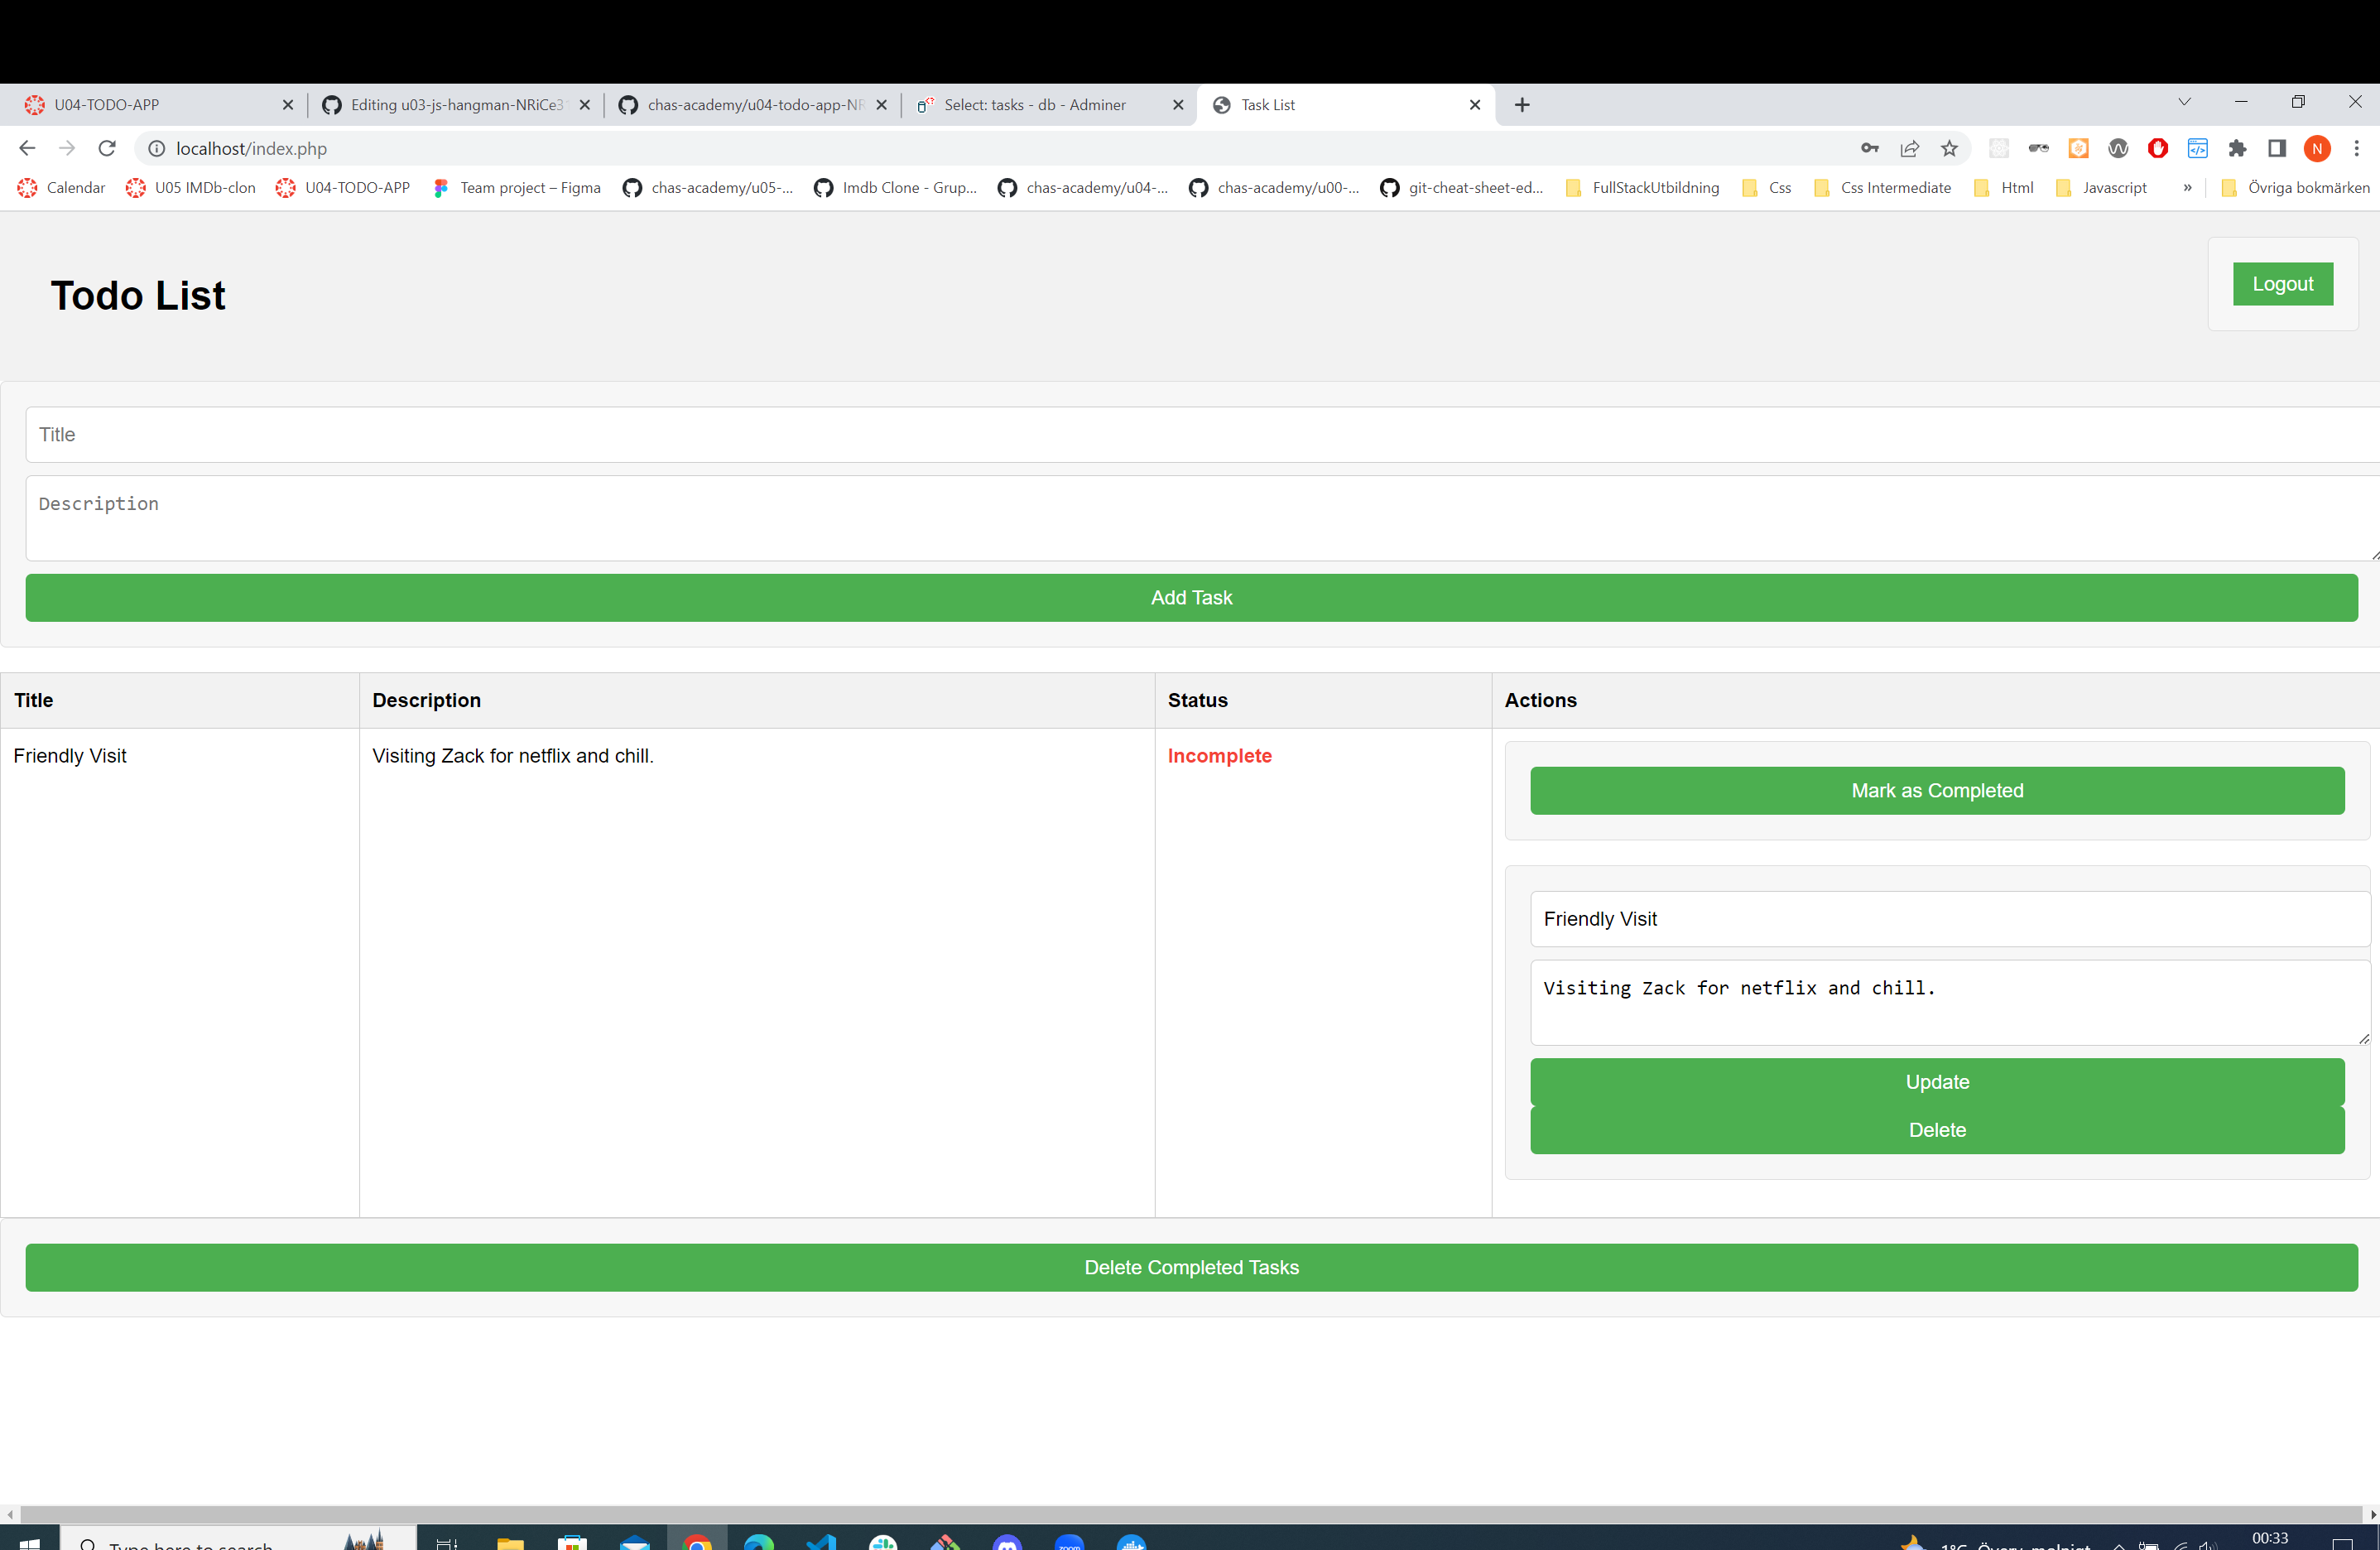 U04-TODO-APP
Editing u03-js-hangman-NRiCe3
chas-academy/u04-todo-app-NR
Select: tasks - db - Adminer
Task List
localhost/index.php
N
Calendar
U05 IMDb-clon
U04-TODO-APP
Team project – Figma
chas-academy/u05-...
Imdb Clone - Grup...
chas-academy/u04-...
chas-academy/u00-...
git-cheat-sheet-ed...
FullStackUtbildning
Css
Css Intermediate
Html
Javascript
»
Övriga bokmärken
Todo List
Logout
Title
Description
Add Task
Title Description Status Actions
Friendly Visit Visiting Zack for netflix and chill. Incomplete
Mark as Completed
Friendly Visit
Visiting Zack for netflix and chill.
Update
Delete
Delete Completed Tasks
Type here to search
zoom
1°C Överv. molnigt
00:33